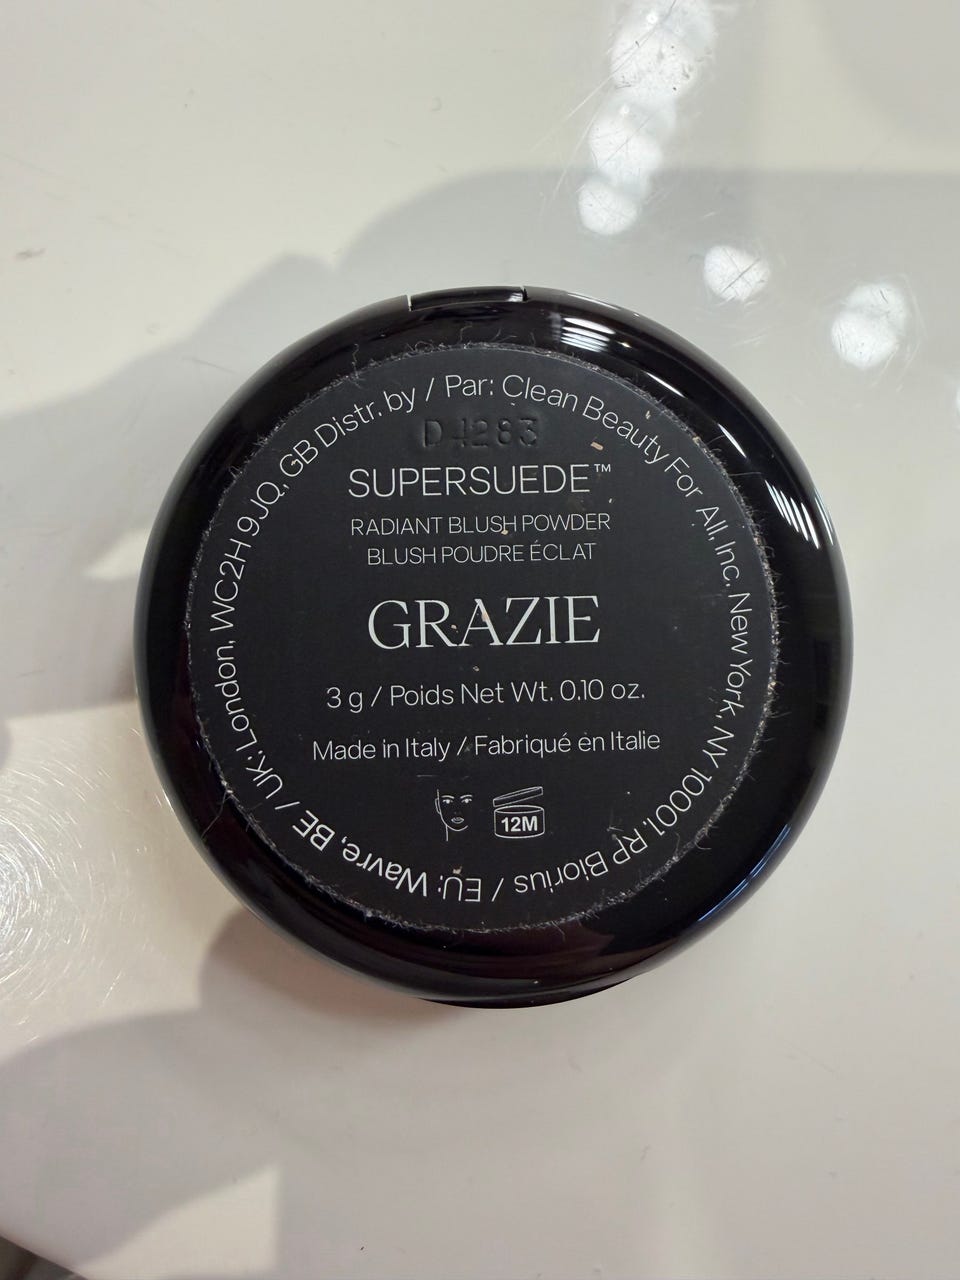 Distr. by / Par: Clean Beauty For All, Inc. New York, NY 10001. RP Biorius / EU: Wavre, BE / UK: London, WC2H 9JQ, GB
D4283
SUPERSUEDE™
RADIANT BLUSH POWDER
BLUSH POUDRE ÉCLAT
GRAZIE
3 g / Poids Net Wt. 0.10 oz.
Made in Italy / Fabriqué en Italie
12M